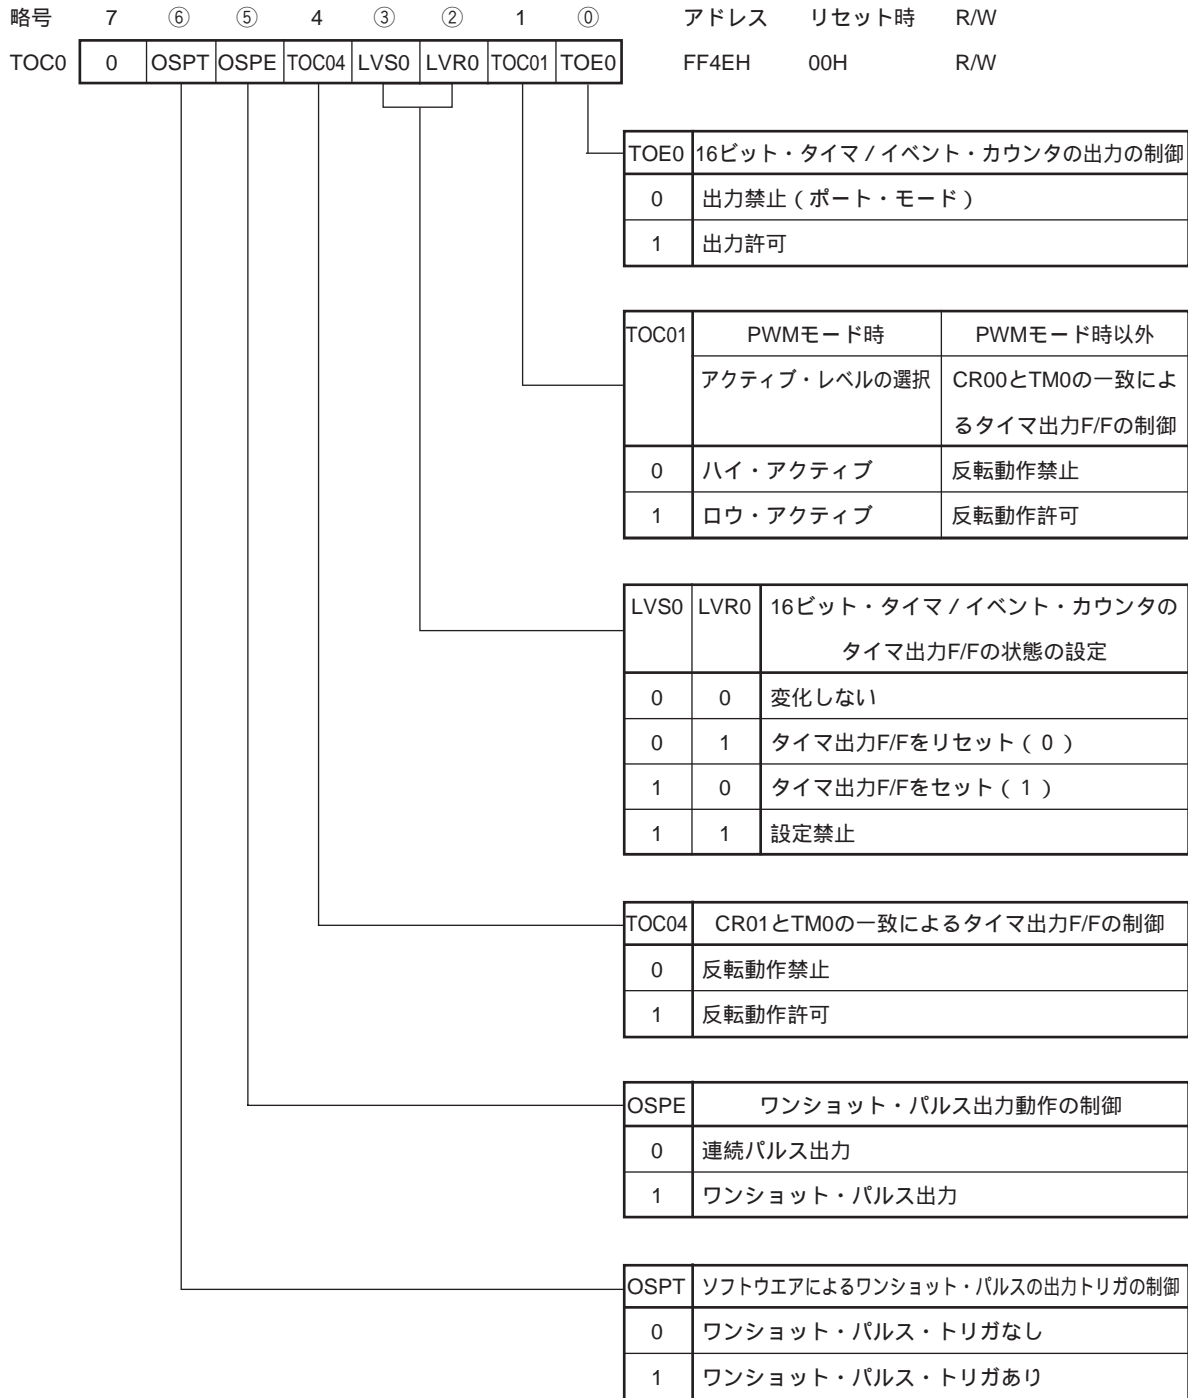 略号 7 ⑥ ⑤ 4 ③ ② 1 ⓪ アドレス リセット時 R/W
TOC0 0 OSPT OSPE TOC04 LVS0 LVR0 TOC01 TOE0 FF4EH 00H R/W
TOE0 16ビット・タイマ/イベント・カウンタの出力の制御
0 出力禁止(ポート・モード)
1 出力許可
TOC01 PWMモード時 PWMモード時以外
アクティブ・レベルの選択 CR00とTM0の一致によ
るタイマ出力F/Fの制御
0 ハイ・アクティブ 反転動作禁止
1 ロウ・アクティブ 反転動作許可
LVS0 LVR0 16ビット・タイマ/イベント・カウンタの
タイマ出力F/Fの状態の設定
0 0 変化しない
0 1 タイマ出力F/Fをリセット(0)
1 0 タイマ出力F/Fをセット(1)
1 1 設定禁止
TOC04 CR01とTM0の一致によるタイマ出力F/Fの制御
0 反転動作禁止
1 反転動作許可
OSPE ワンショット・パルス出力動作の制御
0 連続パルス出力
1 ワンショット・パルス出力
OSPT ソフトウエアによるワンショット・パルスの出力トリガの制御
0 ワンショット・パルス・トリガなし
1 ワンショット・パルス・トリガあり